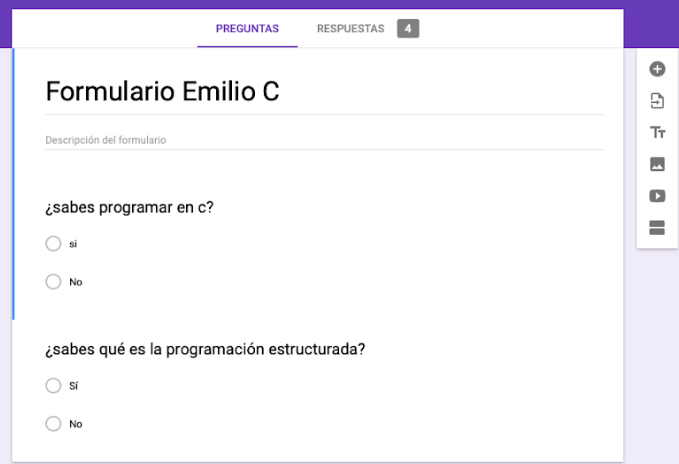 PREGUNTAS RESPUESTAS 4
Formulario Emilio C
Descripción del formulario
¿sabes programar en c?
si
No
¿sabes qué es la programación estructurada?
Sí
No